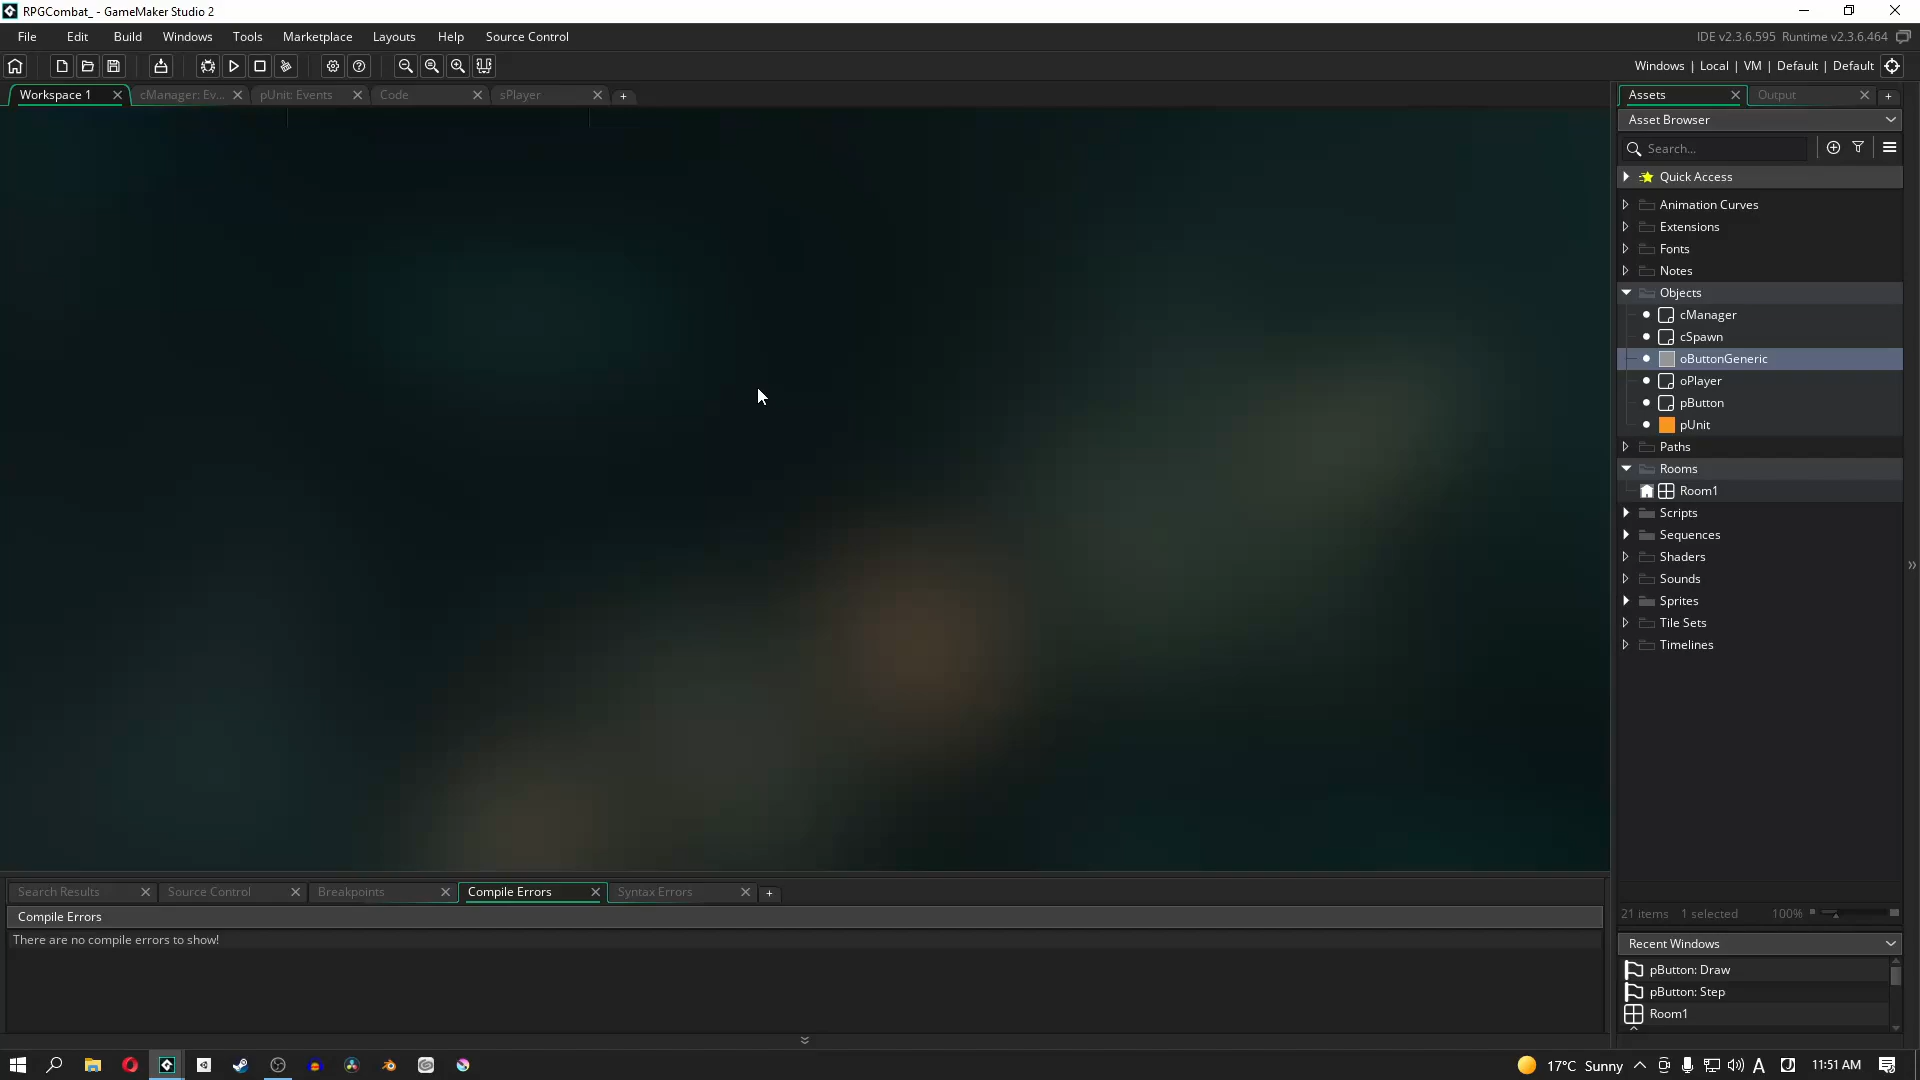 RPGCombat_ - GameMaker Studio 2
File Edit Build Windows Tools Marketplace Layouts Help Source Control
IDE v2.3.6.595 Runtime v2.3.6.464
Windows | Local | VM | Default | Default
Workspace 1
cManager: Ev...
pUnit: Events
Code
sPlayer
Assets
Output
Asset Browser
Search...
Quick Access
Animation Curves
Extensions
Fonts
Notes
Objects
cManager
cSpawn
oButtonGeneric
oPlayer
pButton
pUnit
Paths
Rooms
Room1
Scripts
Sequences
Shaders
Sounds
Sprites
Tile Sets
Timelines
21 items 1 selected 100%
Recent Windows
pButton: Draw
pButton: Step
Room1
Search Results
Source Control
Breakpoints
Compile Errors
Syntax Errors
Compile Errors
There are no compile errors to show!
17°C Sunny
A
11:51 AM